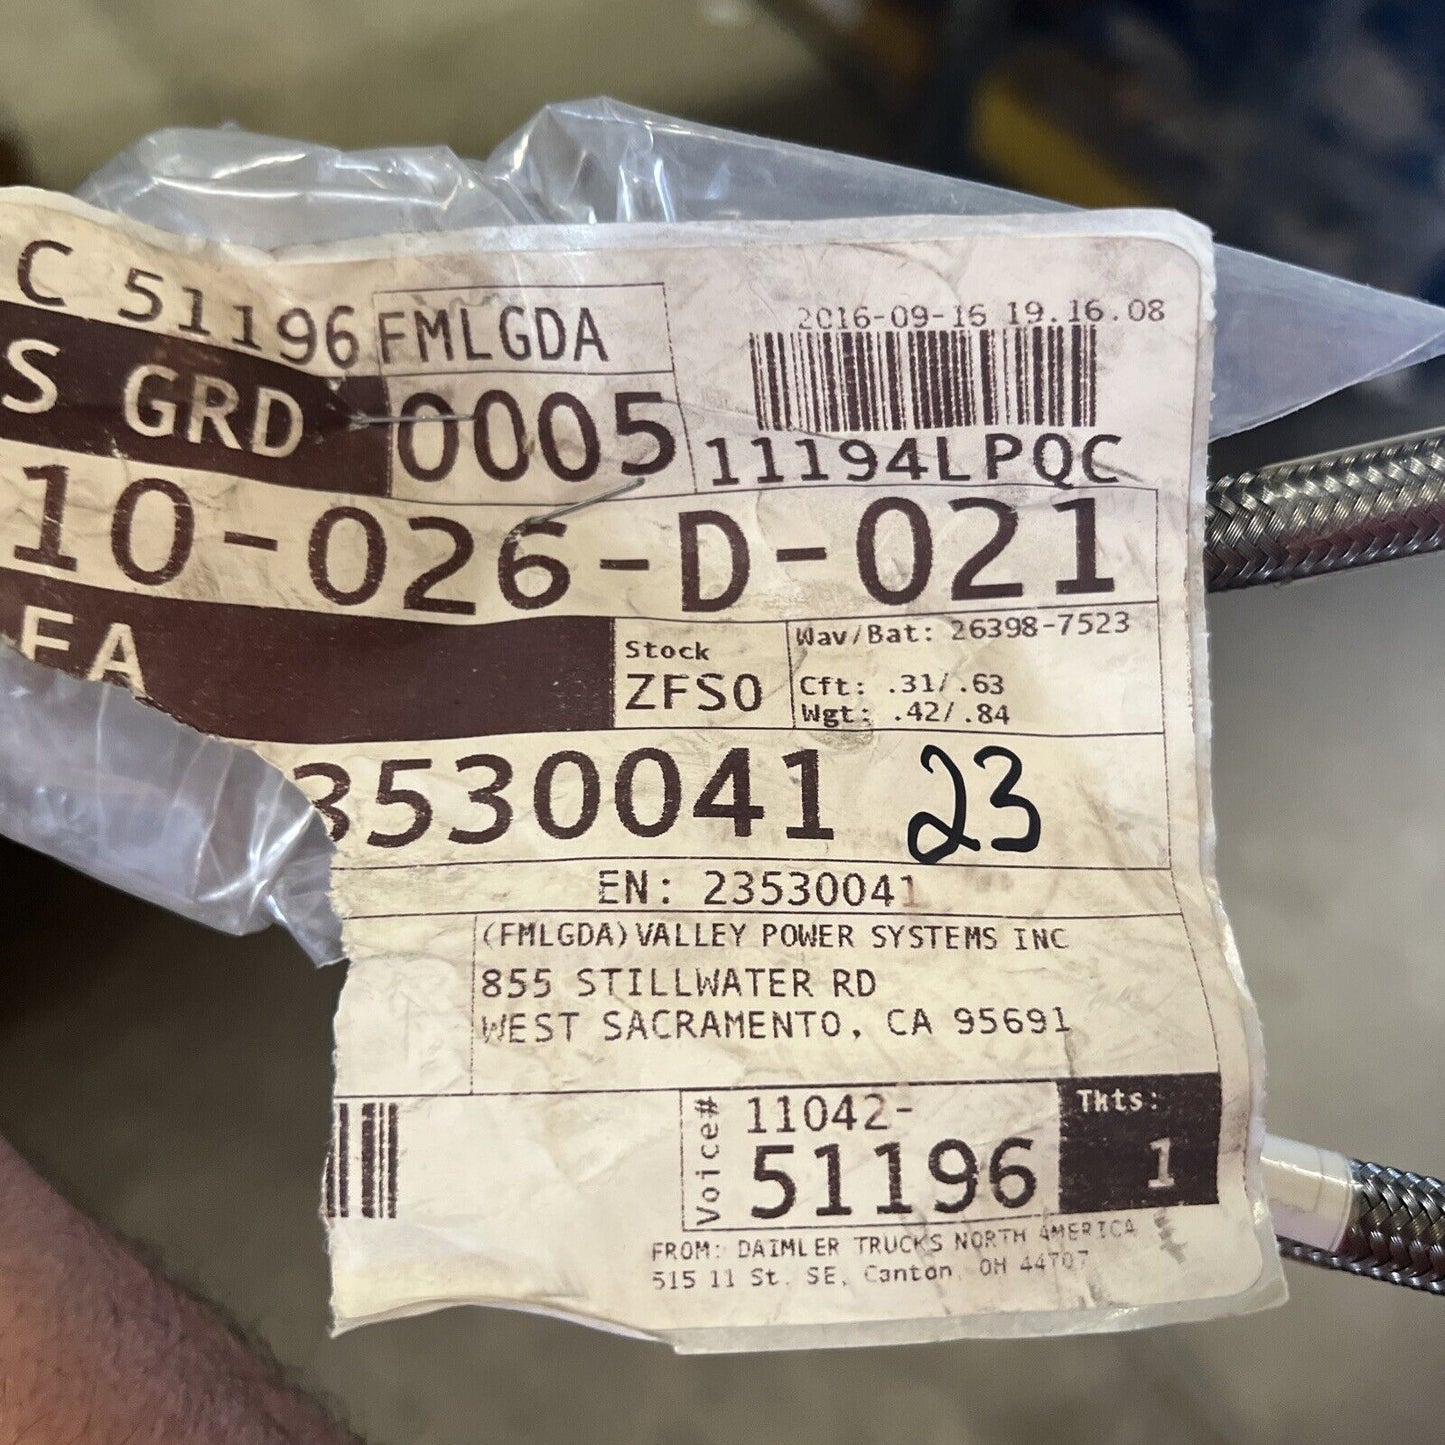 C 51196 FMLGDA
2016-09-16 19.16.08
S GRD 0005
11194LPQC
10-026-D-021
EA
Stock
ZFS0
Wav/Bat: 26398-7523
Cft: .31/.63
Wgt: .42/.84
3530041 23
EN: 23530041
(FMLGDA)VALLEY POWER SYSTEMS INC
855 STILLWATER RD
WEST SACRAMENTO, CA 95691
Voice#
11042-
51196
Tkts:
1
FROM: DAIMLER TRUCKS NORTH AMERICA
515 11 St. SE, Canton, OH 44707